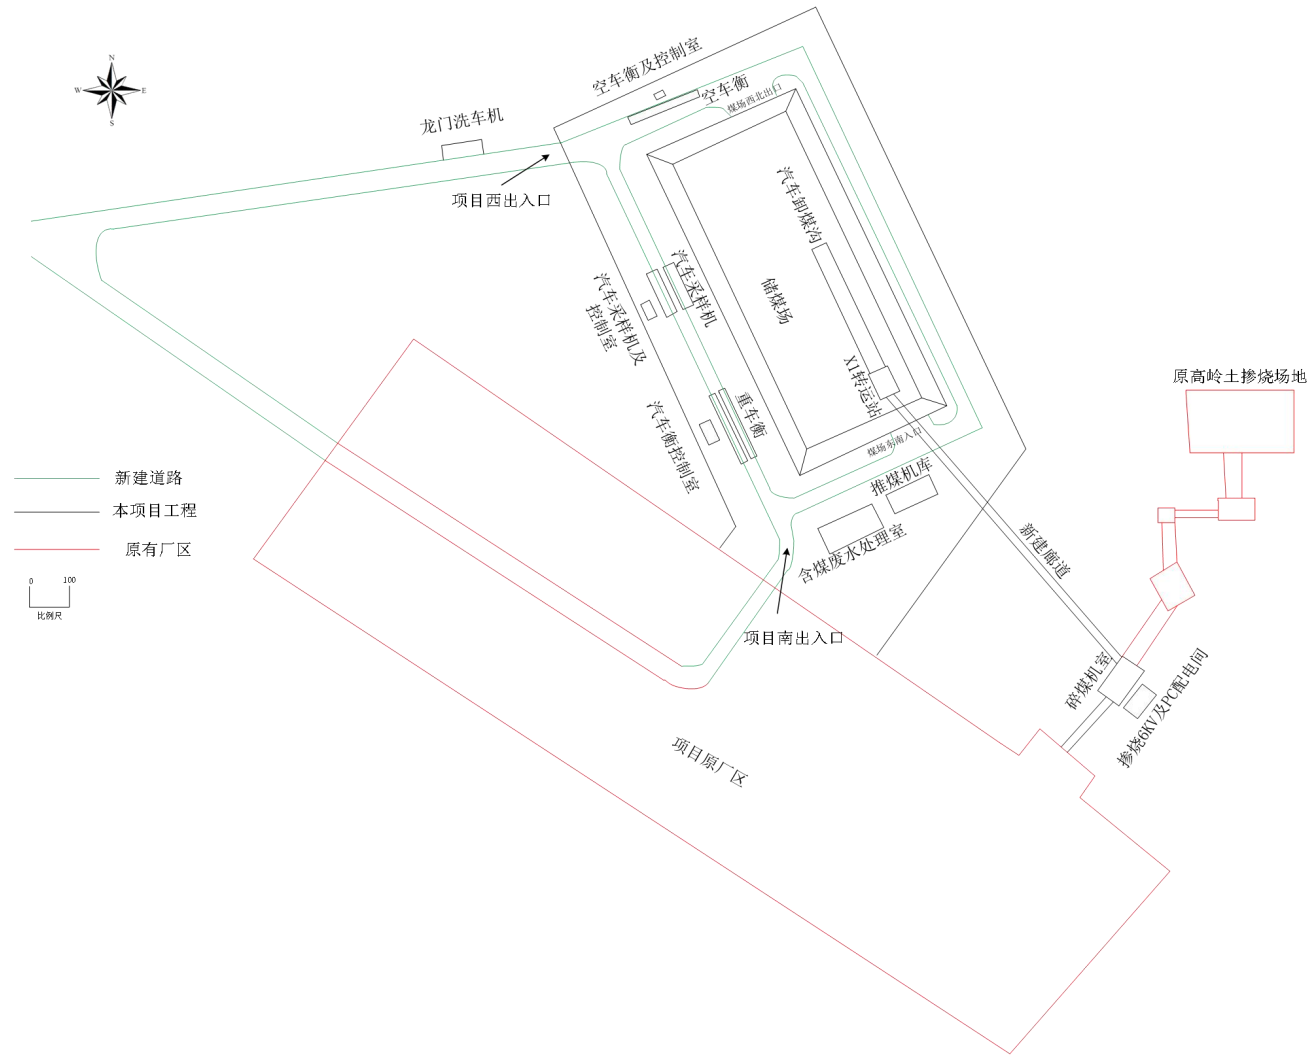 N
W
E
S
空车衡及控制室
空车衡
煤场西北出口
龙门洗车机
项目西出入口
汽车卸煤沟
汽车采样机
汽车采样机及
控制室
储煤场
X1转运站
原高岭土掺烧场地
重车衡
汽车衡控制室
煤场东南入口
推煤机库
新建道路
本项目工程
原有厂区
0
100
比例尺
含煤废水处理室
新建廊道
项目南出入口
碎煤机室
掺烧6KV及PC配电间
项目原厂区